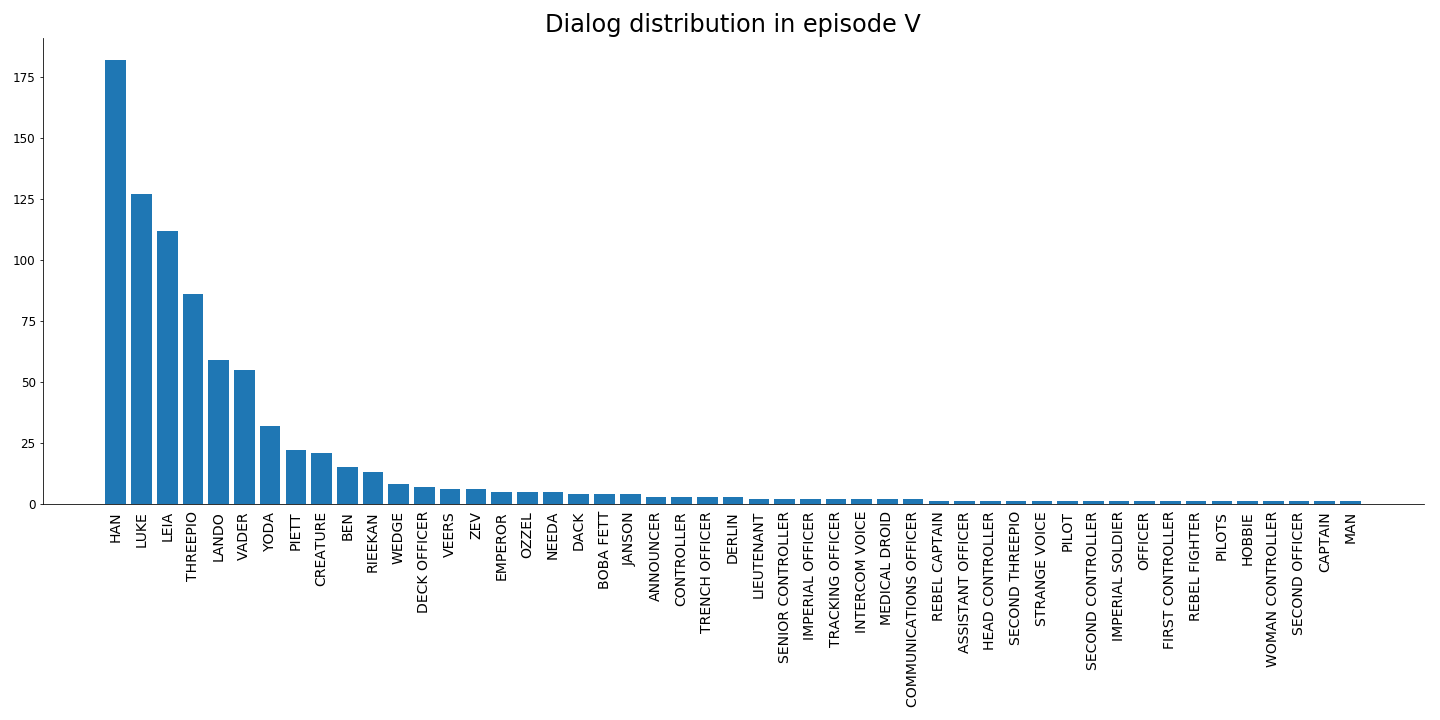 Dialog distribution in episode V
175
150
125
100
75
50
25
0
HAN
LUKE
LEIA
THREEPIO
LANDO
VADER
YODA
PIETT
CREATURE
BEN
RIEEKAN
WEDGE
DECK OFFICER
VEERS
ZEV
EMPEROR
OZZEL
NEEDA
DACK
BOBA FETT
JANSON
ANNOUNCER
CONTROLLER
TRENCH OFFICER
DERLIN
LIEUTENANT
SENIOR CONTROLLER
IMPERIAL OFFICER
TRACKING OFFICER
INTERCOM VOICE
MEDICAL DROID
COMMUNICATIONS OFFICER
REBEL CAPTAIN
ASSISTANT OFFICER
HEAD CONTROLLER
SECOND THREEPIO
STRANGE VOICE
PILOT
SECOND CONTROLLER
IMPERIAL SOLDIER
OFFICER
FIRST CONTROLLER
REBEL FIGHTER
PILOTS
HOBBIE
WOMAN CONTROLLER
SECOND OFFICER
CAPTAIN
MAN